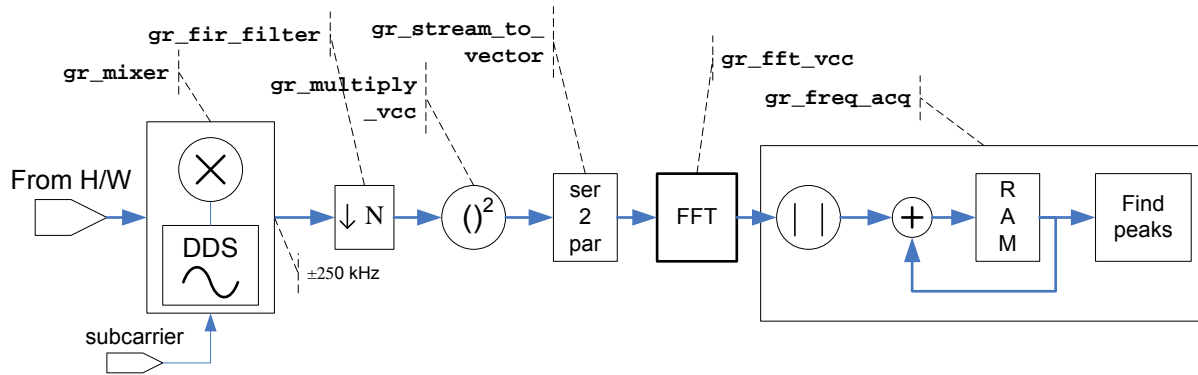 gr_fir_filter
gr_stream_to_
vector
gr_mixer
gr_multiply
_vcc
gr_fft_vcc
gr_freq_acq
From H/W
DDS
±250 kHz
subcarrier
↓ N
()²
ser
2
par
FFT
| |
+
R
A
M
Find
peaks